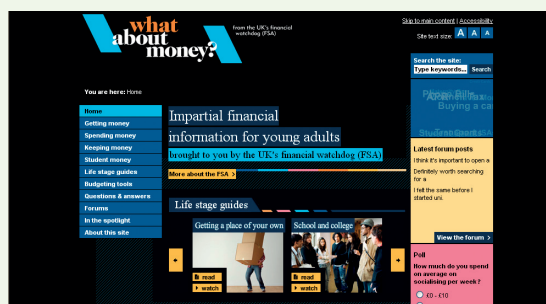 what
about
money?
from the UK's financial
watchdog (FSA)
Skip to main content | Accessibility
Site text size: A A A
Search the site:
Type keywords... Search
You are here: Home
Home
Getting money
Spending money
Keeping money
Student money
Life stage guides
Budgeting tools
Questions & answers
Forums
In the spotlight
About this site
Impartial financial
information for young adults
brought to you by the UK's financial watchdog (FSA)
More about the FSA >
Life stage guides
Getting a place of your own
read
watch
School and college
read
watch
Buying a ca
Latest forum posts
I think it's important to open a
Definitely worth searching
for a
I felt the same before I
started uni.
View the forum >
Poll
How much do you spend
on average on
socialising per week?
£0 - £10